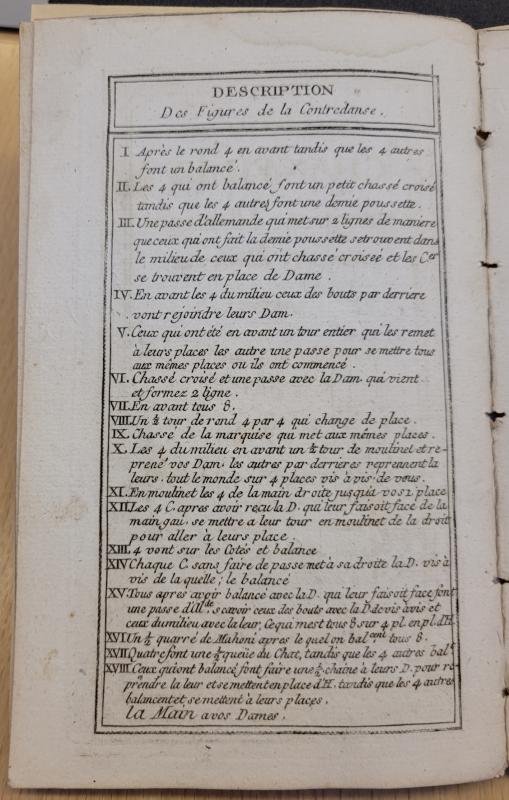 DESCRIPTION
Des Figures de la Contredanse.
I Après le rond 4 en avant tandis que les 4 autres
font un balancé.
II. Les 4 qui ont balancé font un petit chassé croisé
tandis que les 4 autres font une demie poussette.
III. Une passe d'allemande qui met sur 2 lignes de maniere
que ceux qui ont fait la demie poussette se trouvent dans
le milieu de ceux qui ont chassé croiseé et les C.ers
se trouvent en place de Dame.
IV. En avant les 4 du milieu ceux des bouts par derriere
vont rejoindre leurs Dam.
V. Ceux qui ont été en avant un tour entier qui les remet
à leurs places les autre une passe pour se mettre tous
aux mêmes places ou ils ont commencé.
VI. Chassé croisé et une passe avec la Dam. qui vient
et formez 2 ligne.
VII. En avant tous 8.
VIII. Un ½ tour de rond 4 par 4 qui change de place.
IX. Chassé de la marquise qui met aux mêmes places.
X. Les 4 du milieu en avant un ½ tour de moulinet et re-
prenéz vos Dam. les autres par derrieres reprennent la
leurs. tout le monde sur 4 places vis à vis de vous.
XI. En moulinet les 4 de la main droite jusqu'a vos 1. place
XII. Les 4 C. apres avoir reçu la D. qui leur faisoit face de la
main gau. se mettre a leur tour en moulinet de la droit
pour aller à leurs place.
XIII. 4 vont sur les Cotés et balance
XIV. Chaque C. sans faire de passe met à sa droite la D. vis à
vis de la quelle; le balancé
XV. Tous apres avoir balancé avec la D. qui leur faisoit face font
une passe d'All.de sçavoir ceux des bouts avec la D. de vis à vis et
ceux du milieu avec la leur, Ce qui mest tous 8 sur 4 pl. en pl. d'H.
XVI. Un ½ quarré de Mahoni apres le quel on bal. tous 8.
XVII. Quatre font une ½ queüe du Chat, tandis que les 4 autres bal.t
XVIII. Ceux qui ont balancé font faire une ½ chaine à leurs D. pour re
prendre la leur et se mettent en place d'H. tandis que les 4 autres
balancent et se mettent à leurs places.
la Main a vos Dames.